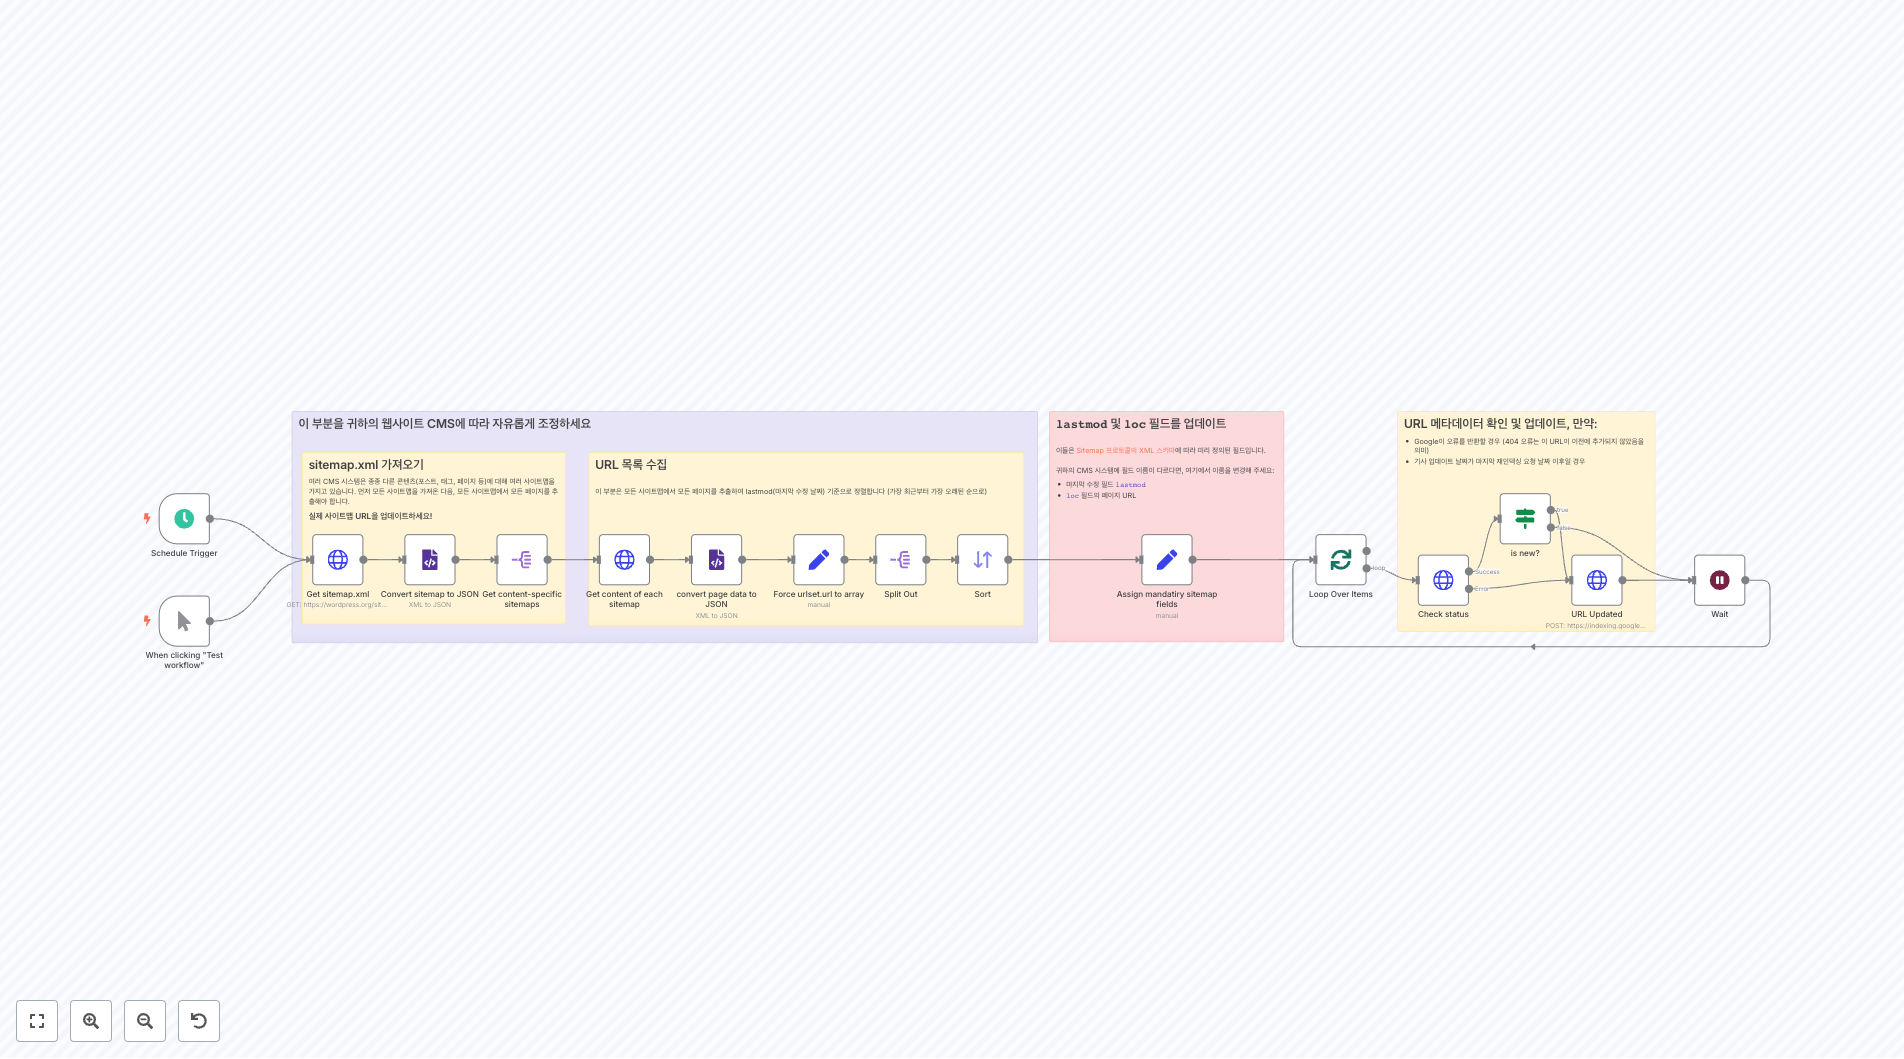 이 부분을 귀하의 웹사이트 CMS에 따라 자유롭게 조정하세요
sitemap.xml 가져오기
여러 CMS 시스템은 종종 다른 콘텐츠(포스트, 태그, 페이지 등)에 대해 여러 사이트맵을
가지고 있습니다. 먼저 모든 사이트맵을 가져온 다음, 모든 사이트맵에서 모든 페이지를 추
출해야 합니다.
실제 사이트맵 URL을 업데이트하세요!
URL 목록 수집
이 부분은 모든 사이트맵에서 모든 페이지를 추출하여 lastmod(마지막 수정 날짜) 기준으로 정렬합니다 (가장 최근부터 가장 오래된 순으로)
lastmod 및 loc 필드를 업데이트
이들은 Sitemap 프로토콜의 XML 스키마에 따라 미리 정의된 필드입니다.
귀하의 CMS 시스템에 필드 이름이 다르다면, 여기에서 이름을 변경해 주세요:
마지막 수정 필드 lastmod
loc 필드의 페이지 URL
URL 메타데이터 확인 및 업데이트, 만약:
Google이 오류를 반환할 경우 (404 오류는 이 URL이 이전에 추가되지 않았음을
의미)
기사 업데이트 날짜가 마지막 재인덱싱 요청 날짜 이후일 경우
Schedule Trigger
When clicking "Test
workflow"
Get sitemap.xml
GET: https://wordpress.org/sit...
Convert sitemap to JSON
XML to JSON
Get content-specific
sitemaps
Get content of each
sitemap
convert page data to
JSON
XML to JSON
Force urlset.url to array
manual
Split Out
Sort
Assign mandatiry sitemap
fields
manual
Loop Over Items
loop
Check status
Success
Error
is new?
true
false
URL Updated
POST: https://indexing.google...
Wait